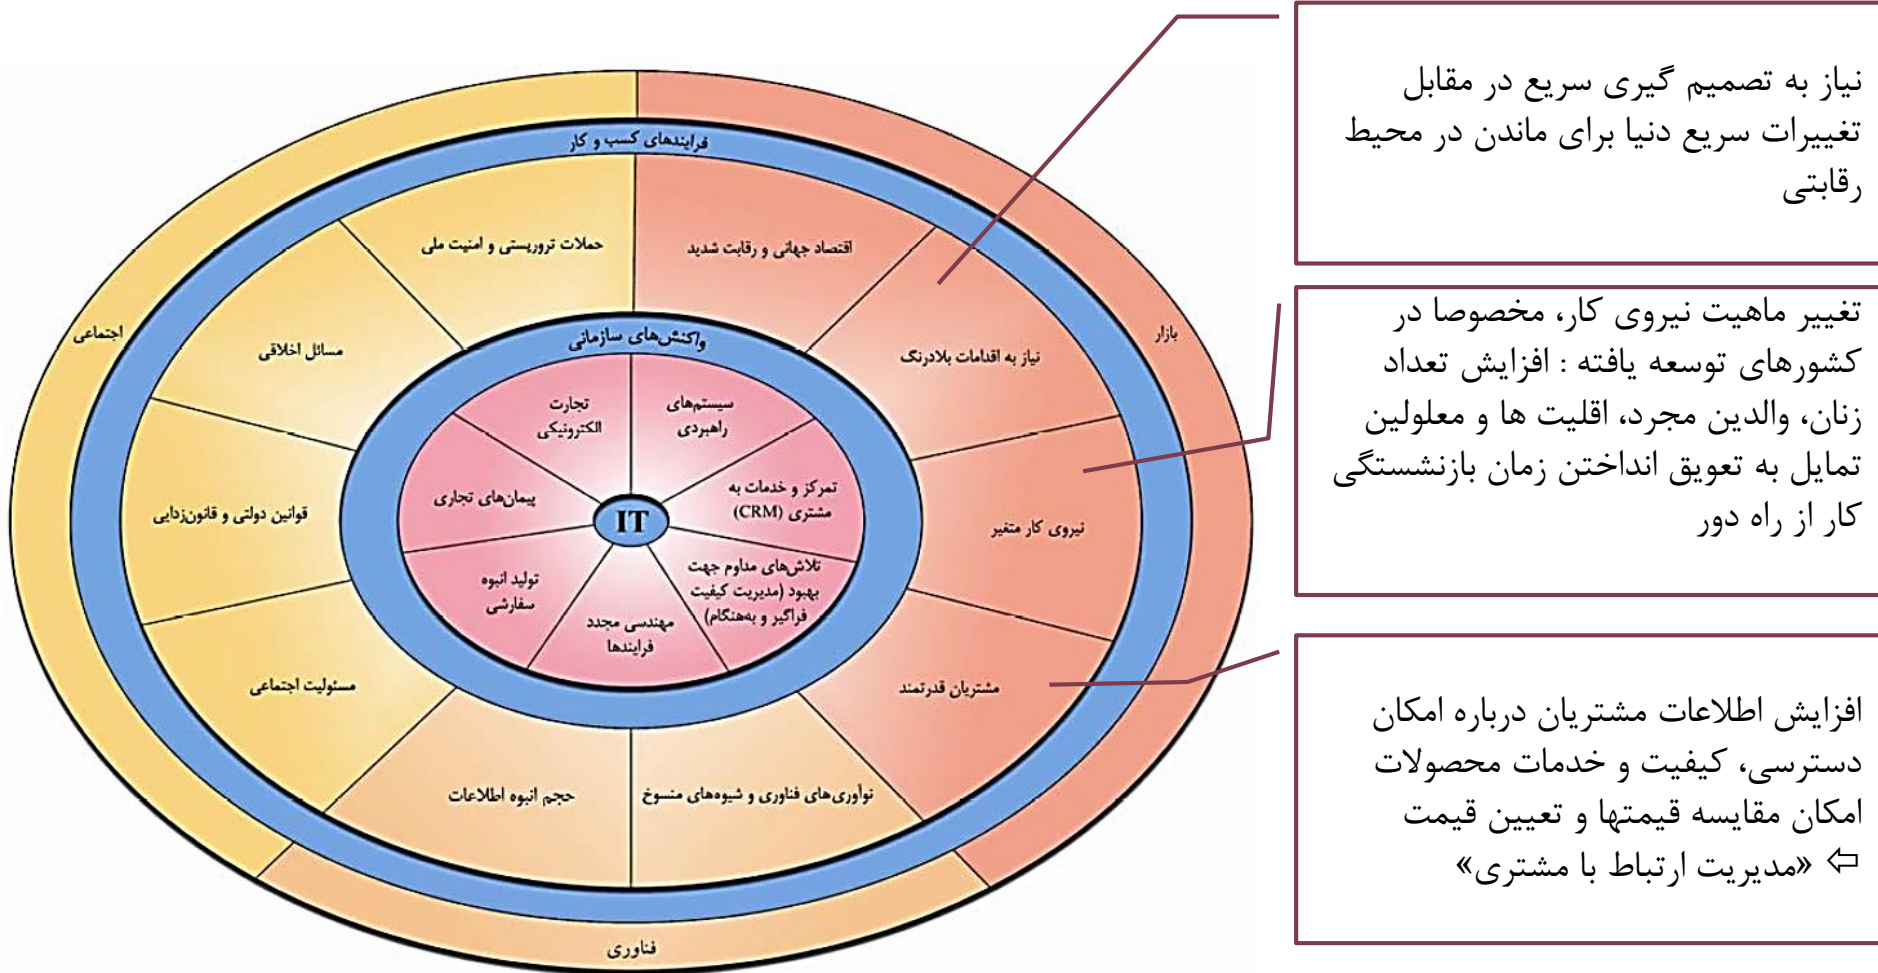 نیاز به تصمیم گیری سریع در مقابل
تغییرات سریع دنیا برای ماندن در محیط
رقابتی
تغییر ماهیت نیروی کار، مخصوصا در
کشورهای توسعه یافته : افزایش تعداد
زنان، والدین مجرد، اقلیت ها و معلولین
تمایل به تعویق انداختن زمان بازنشستگی
کار از راه دور
افزایش اطلاعات مشتریان درباره امکان
دسترسی، کیفیت و خدمات محصولات
امکان مقایسه قیمتها و تعیین قیمت
⇦ «مدیریت ارتباط با مشتری»
بازار
اجتماعی
فناوری
فرایندهای کسب و کار
اقتصاد جهانی و رقابت شدید
نیاز به اقدامات بلادرنگ
نیروی کار متغیر
مشتریان قدرتمند
نوآوری‌های فناوری و شیوه‌های منسوخ
حجم انبوه اطلاعات
مسئولیت اجتماعی
قوانین دولتی و قانون‌زدایی
مسائل اخلاقی
حملات تروریستی و امنیت ملی
واکنش‌های سازمانی
سیستم‌های
راهبردی
تمرکز و خدمات به
مشتری (CRM)
تلاش‌های مداوم جهت
بهبود (مدیریت کیفیت
فراگیر و به‌هنگام)
مهندسی مجدد
فرایندها
تولید انبوه
سفارشی
پیمان‌های تجاری
تجارت
الکترونیکی
IT